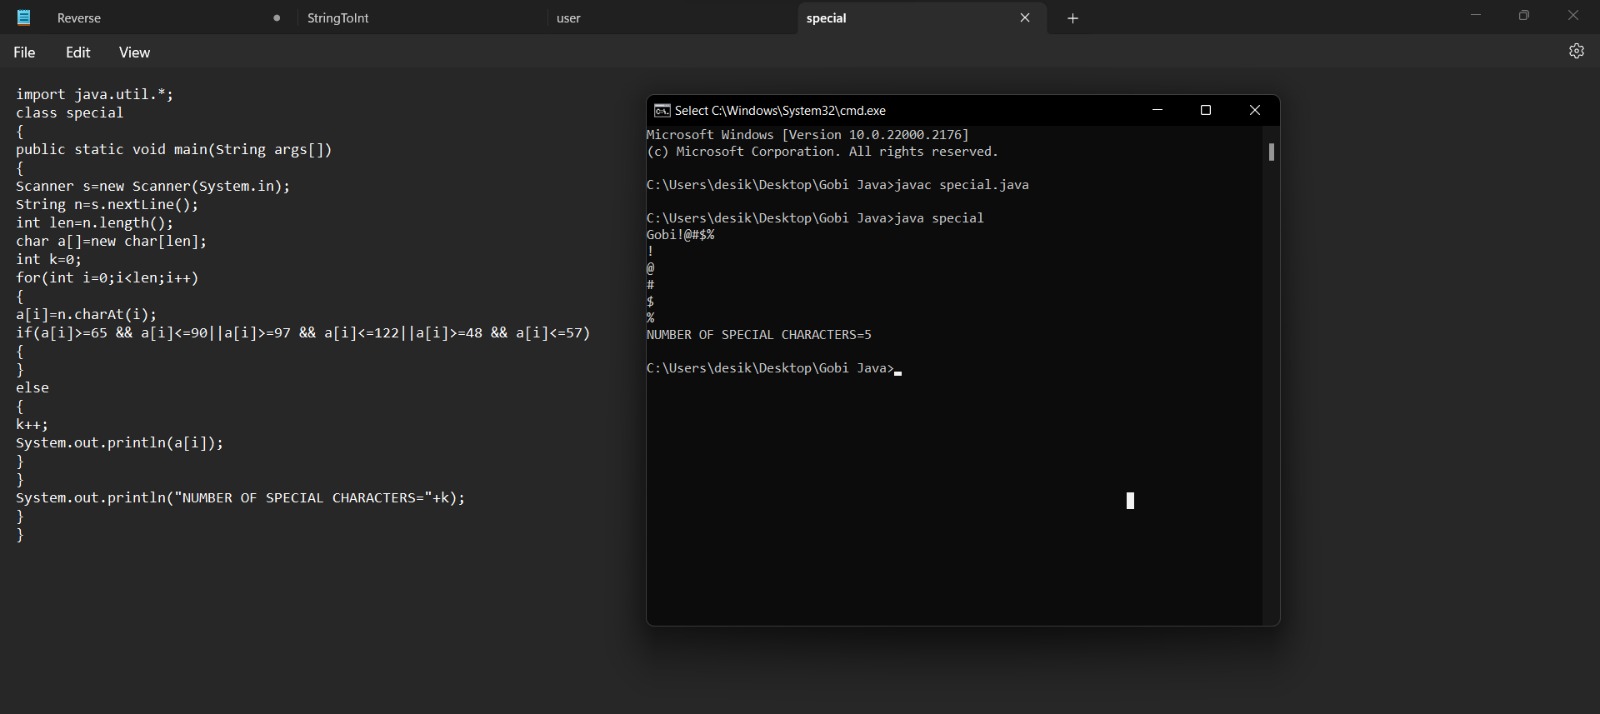 Reverse StringToInt user special
File Edit View
import java.util.*;
class special
{
public static void main(String args[])
{
Scanner s=new Scanner(System.in);
String n=s.nextLine();
int len=n.length();
char a[]=new char[len];
int k=0;
for(int i=0;i<len;i++)
{
a[i]=n.charAt(i);
if(a[i]>=65 && a[i]<=90||a[i]>=97 && a[i]<=122||a[i]>=48 && a[i]<=57)
{
}
else
{
k++;
System.out.println(a[i]);
}
}
System.out.println("NUMBER OF SPECIAL CHARACTERS="+k);
}
}
Select C:\Windows\System32\cmd.exe
Microsoft Windows [Version 10.0.22000.2176]
(c) Microsoft Corporation. All rights reserved.
C:\Users\desik\Desktop\Gobi Java>javac special.java
C:\Users\desik\Desktop\Gobi Java>java special
Gobi!@#$%
!
@
#
$
%
NUMBER OF SPECIAL CHARACTERS=5
C:\Users\desik\Desktop\Gobi Java>